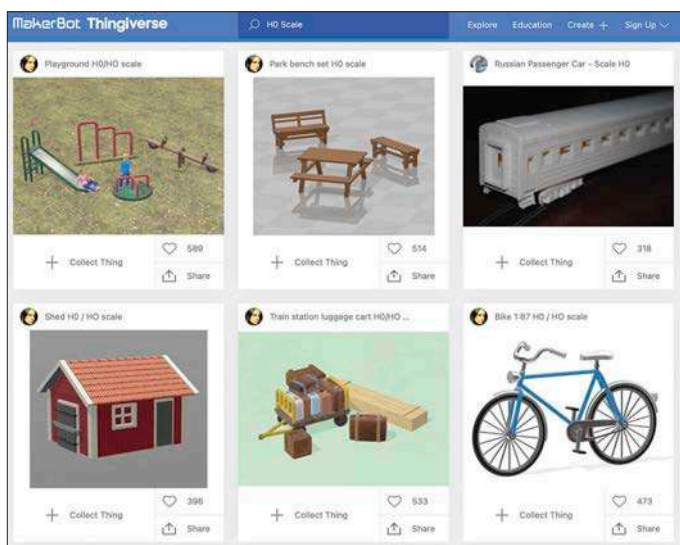 MakerBot Thingiverse
H0 Scale
Explore Education Create + Sign Up
Playground H0/HO scale
Park bench set H0 scale
Russian Passenger Car - Scale H0
+ Collect Thing
589
Share
+ Collect Thing
514
Share
+ Collect Thing
318
Share
Shed H0 / HO scale
Train station luggage cart H0/HO ...
Bike 1:87 H0 / HO scale
+ Collect Thing
396
Share
+ Collect Thing
533
Share
+ Collect Thing
473
Share